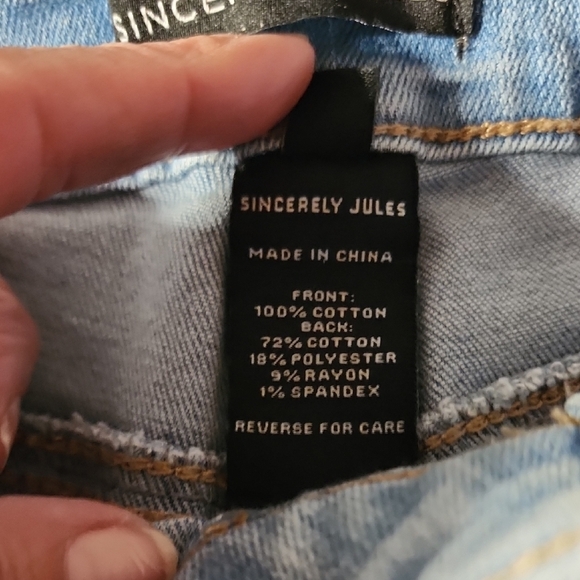 SINCE
SINCERELY JULES
MADE IN CHINA
FRONT:
100% COTTON
BACK:
72% COTTON
18% POLYESTER
9% RAYON
1% SPANDEX
REVERSE FOR CARE